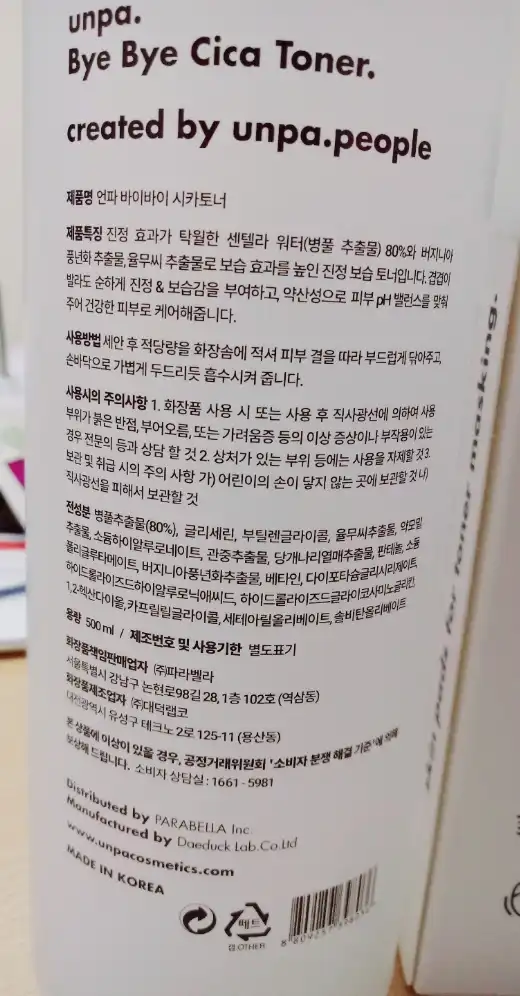 unpa.
Bye Bye Cica Toner.
created by unpa.people
제품명 언파 바이바이 시카토너
제품특징 진정 효과가 탁월한 센텔라 워터(병풀 추출물) 80%와 버지니아
풍년화 추출물, 율무씨 추출물로 보습 효과를 높인 진정 보습 토너입니다. 겹겹이
발라도 순하게 진정 & 보습감을 부여하고, 약산성으로 피부 pH 밸런스를 맞춰
주어 건강한 피부로 케어해줍니다.
사용방법 세안 후 적당량을 화장솜에 적셔 피부 결을 따라 부드럽게 닦아주고,
손바닥으로 가볍게 두드리듯 흡수시켜 줍니다.
사용시의 주의사항 1. 화장품 사용 시 또는 사용 후 직사광선에 의하여 사용
부위가 붉은 반점, 부어오름, 또는 가려움증 등의 이상 증상이나 부작용이 있는
경우 전문의 등과 상담 할 것 2. 상처가 있는 부위 등에는 사용을 자제할 것 3.
보관 및 취급 시의 주의 사항 가) 어린이의 손이 닿지 않는 곳에 보관할 것 나)
직사광선을 피해서 보관할 것
전성분 병풀추출물(80%), 글리세린, 부틸렌글라이콜, 율무씨추출물, 약모밀
추출물, 소듐하이알루로네이트, 관중추출물, 당개나리열매추출물, 판테놀, 소듐
폴리글루타메이트, 버지니아풍년화추출물, 베타인, 다이포타슘글리시리제이트,
하이드롤라이즈드하이알루로닉애씨드, 하이드롤라이즈드글라이코사미노글리칸,
1,2-헥산다이올, 카프릴릴글라이콜, 세테아릴올리베이트, 솔비탄올리베이트
용량 500ml / 제조번호 및 사용기한 별도표기
화장품책임판매업자 ㈜파라벨라
서울특별시 강남구 논현로98길 28, 1층 102호 (역삼동)
화장품제조업자 ㈜대덕랩코
대전광역시 유성구 테크노 2로 125-11 (용산동)
본 상품에 이상이 있을 경우, 공정거래위원회 '소비자 분쟁 해결 기준'에 의해
보상해 드립니다. 소비자 상담실 : 1661-5981
Distributed by PARABELLA Inc.
Manufactured by Daeduck Lab.Co.Ltd
www.unpacosmetics.com
MADE IN KOREA
페트
캡:OTHER
skin pads for toner masking.